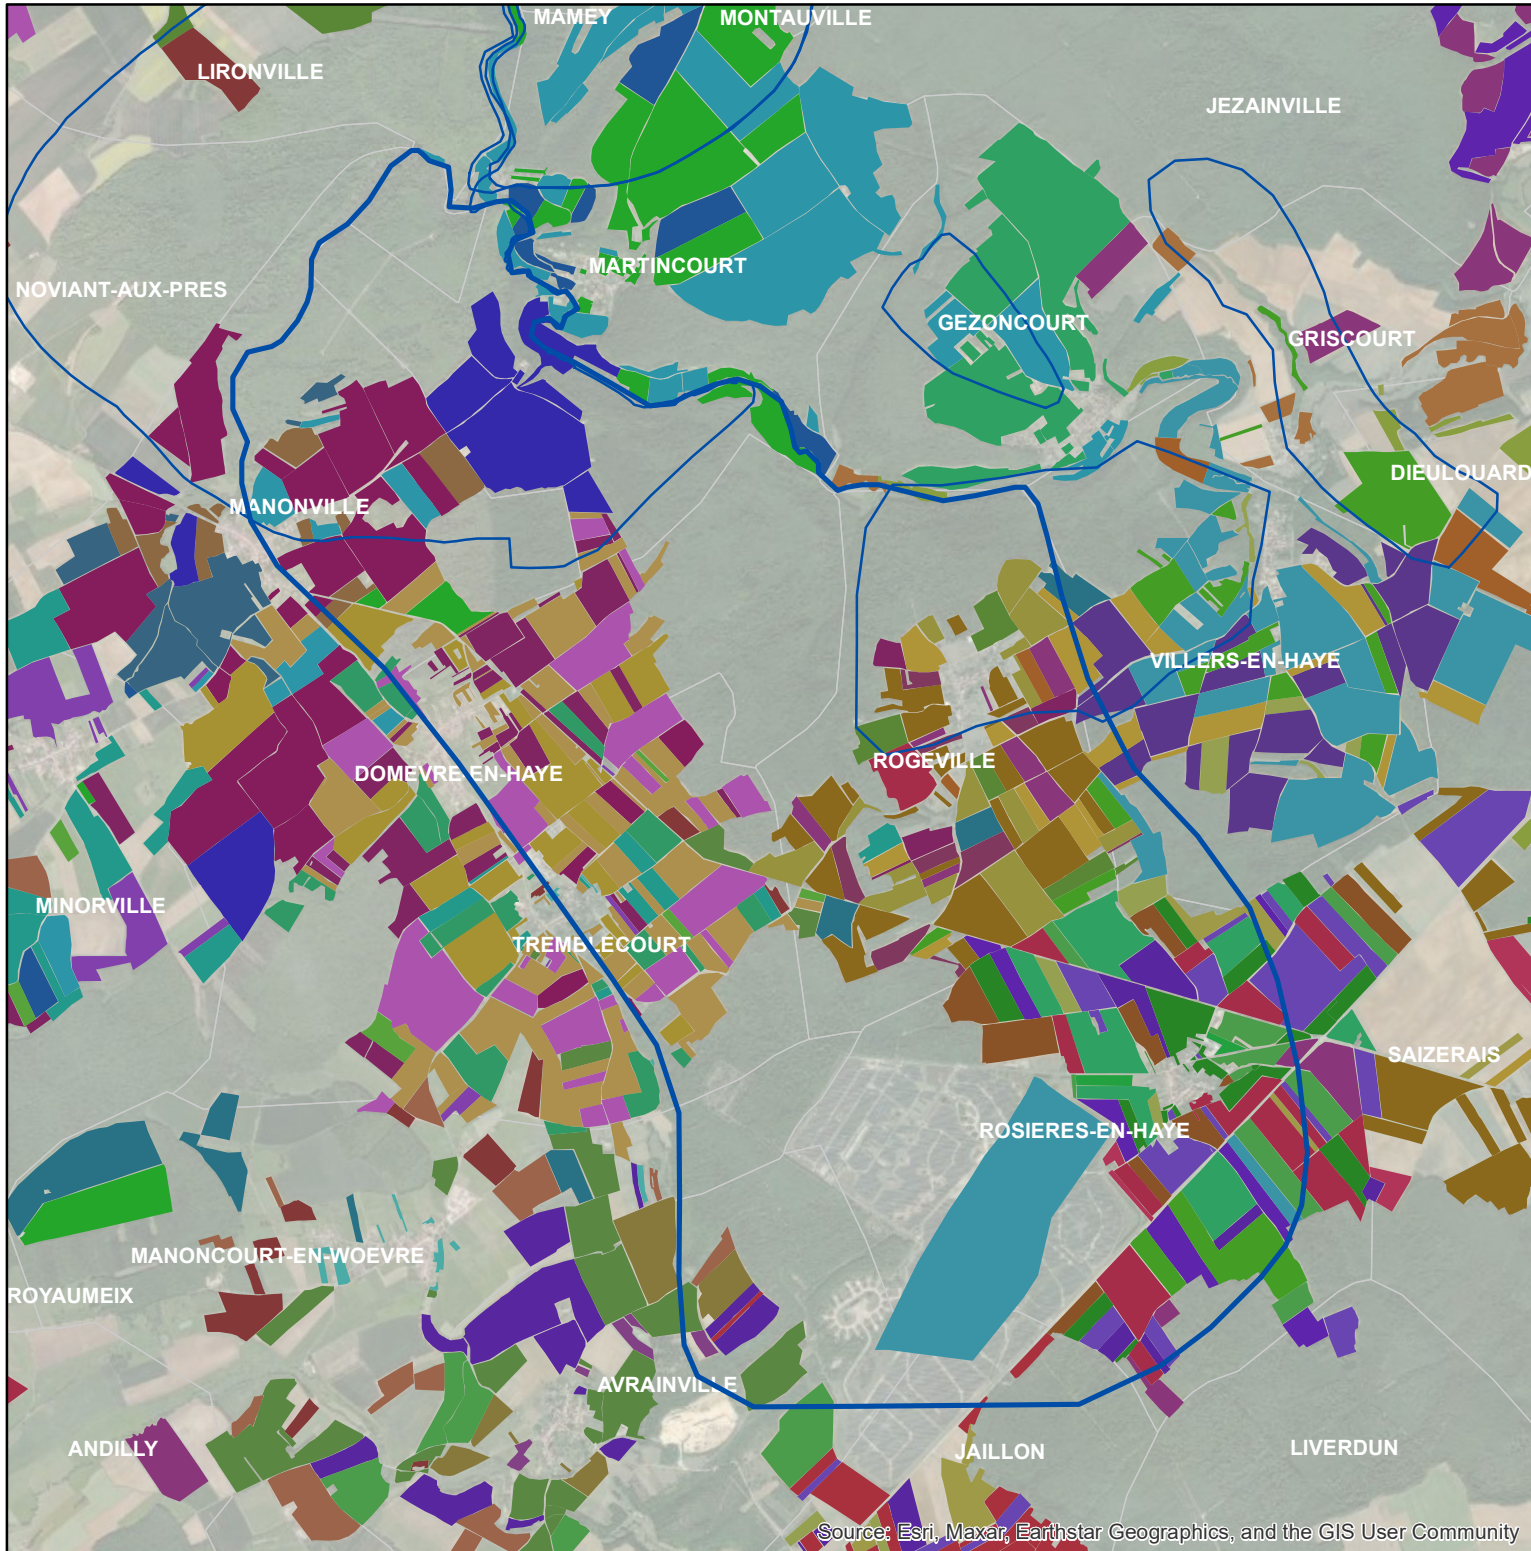 MAMEY
MONTAUVILLE
LIRONVILLE
JEZAINVILLE
MARTINCOURT
NOVIANT-AUX-PRES
GEZONCOURT
GRISCOURT
DIEULOUARD
MANONVILLE
VILLERS-EN-HAYE
ROGEVILLE
DOMEVRE-EN-HAYE
MINORVILLE
TREMBLECOURT
SAIZERAIS
ROSIERES-EN-HAYE
MANONCOURT-EN-WOEVRE
ROYAUMEIX
AVRAINVILLE
ANDILLY
JAILLON
LIVERDUN
Source: Esri, Maxar, Earthstar Geographics, and the GIS User Community